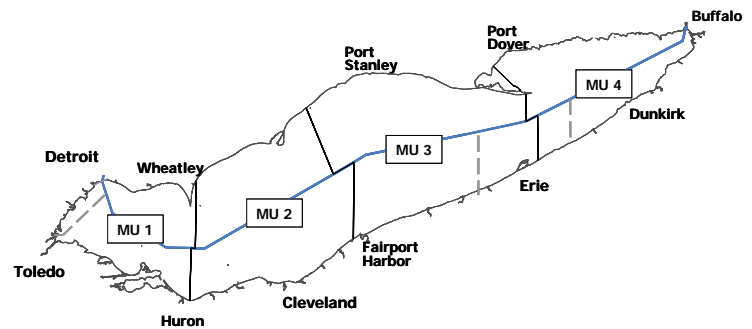 Buffalo
Port
Dover
Port
Stanley
MU 4
Dunkirk
MU 3
Detroit
Wheatley
Erie
MU 2
MU 1
Fairport
Harbor
Toledo
Cleveland
Huron